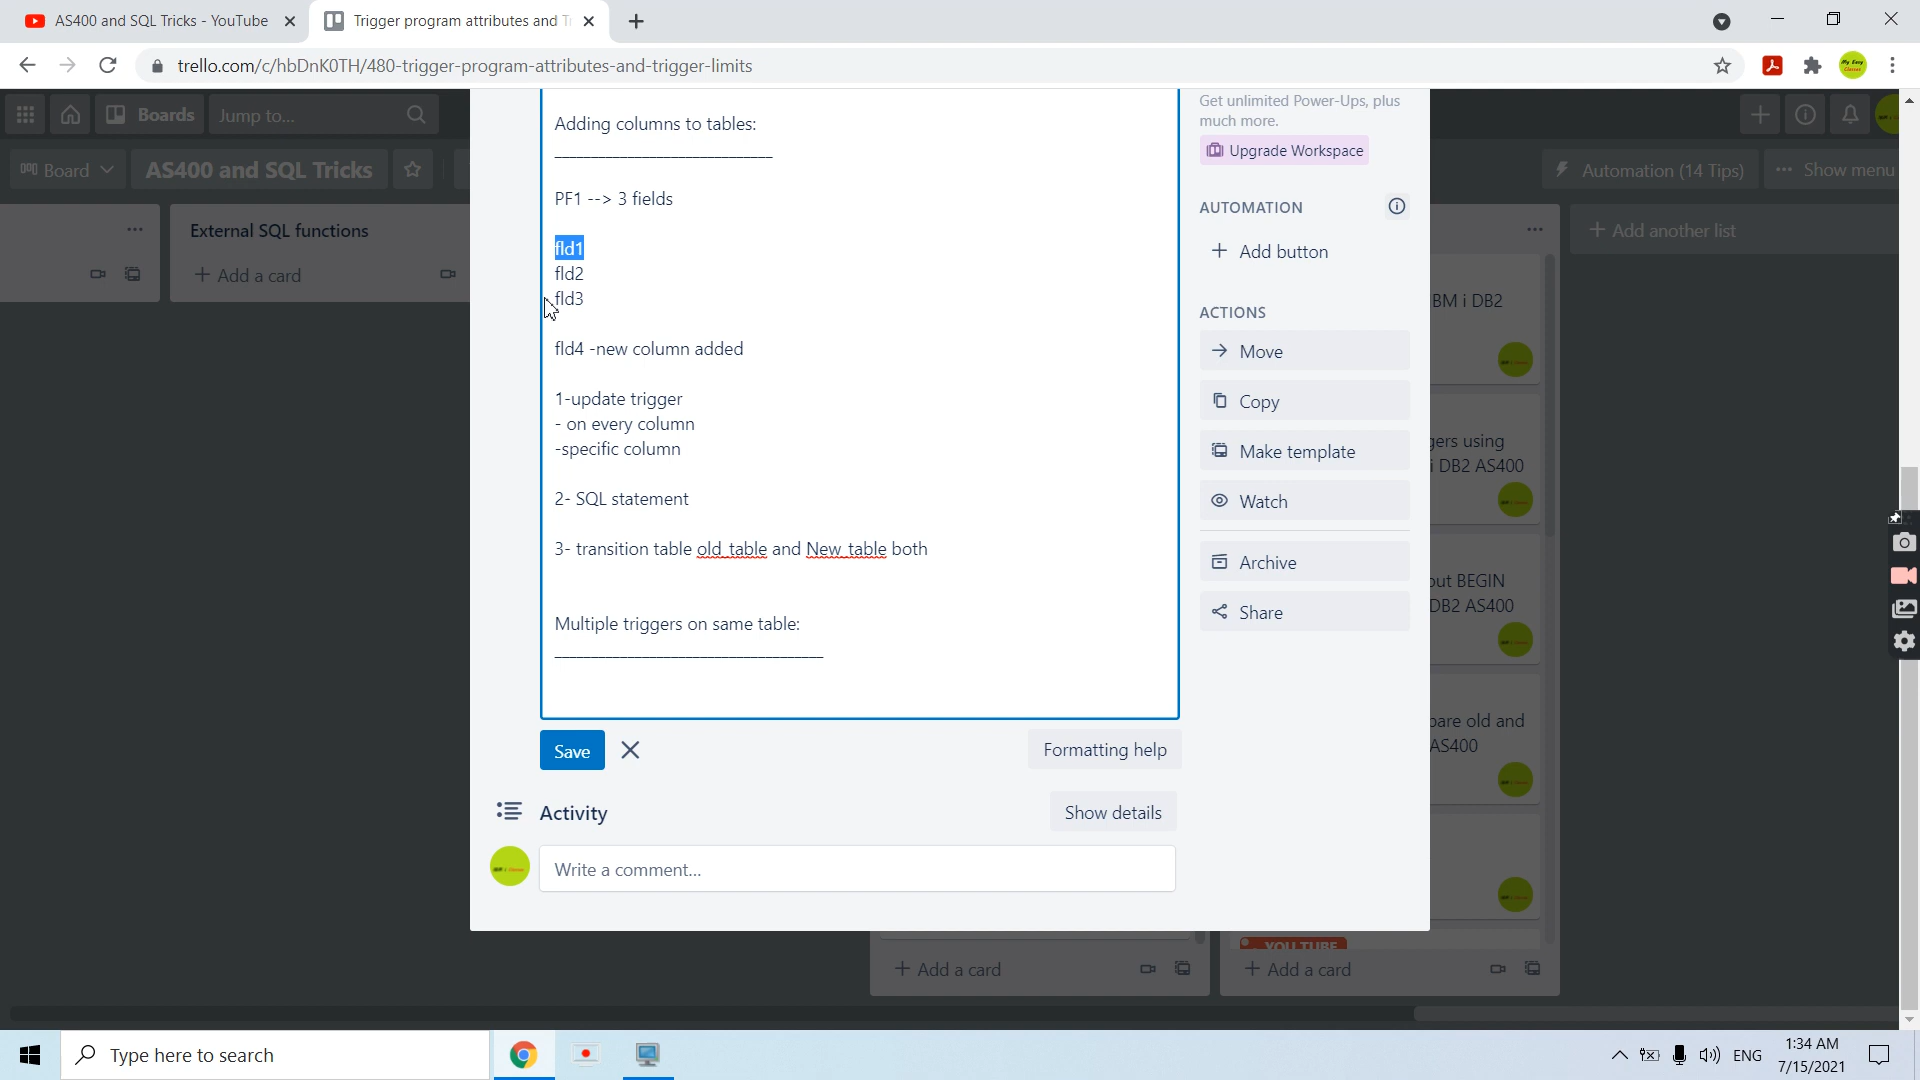 AS400 and SQL Tricks - YouTube
Trigger program attributes and T
trello.com/c/hbDnK0TH/480-trigger-program-attributes-and-trigger-limits
Boards
Jump to...
Board
AS400 and SQL Tricks
Automation (14 Tips)
Show menu
External SQL functions
Add a card
Add another list
Adding columns to tables:
PF1 --> 3 fields
fld1
fld2
fld3
fld4 -new column added
1-update trigger
- on every column
-specific column
2- SQL statement
3- transition table old_table and New_table both
Multiple triggers on same table:
Save
Formatting help
Activity
Show details
Write a comment...
Get unlimited Power-Ups, plus
much more.
Upgrade Workspace
AUTOMATION
Add button
ACTIONS
Move
Copy
Make template
Watch
Archive
Share
BM i DB2
gers using
i DB2 AS400
out BEGIN
DB2 AS400
pare old and
AS400
YOUTUBE
Add a card
Add a card
Type here to search
ENG
1:34 AM
7/15/2021